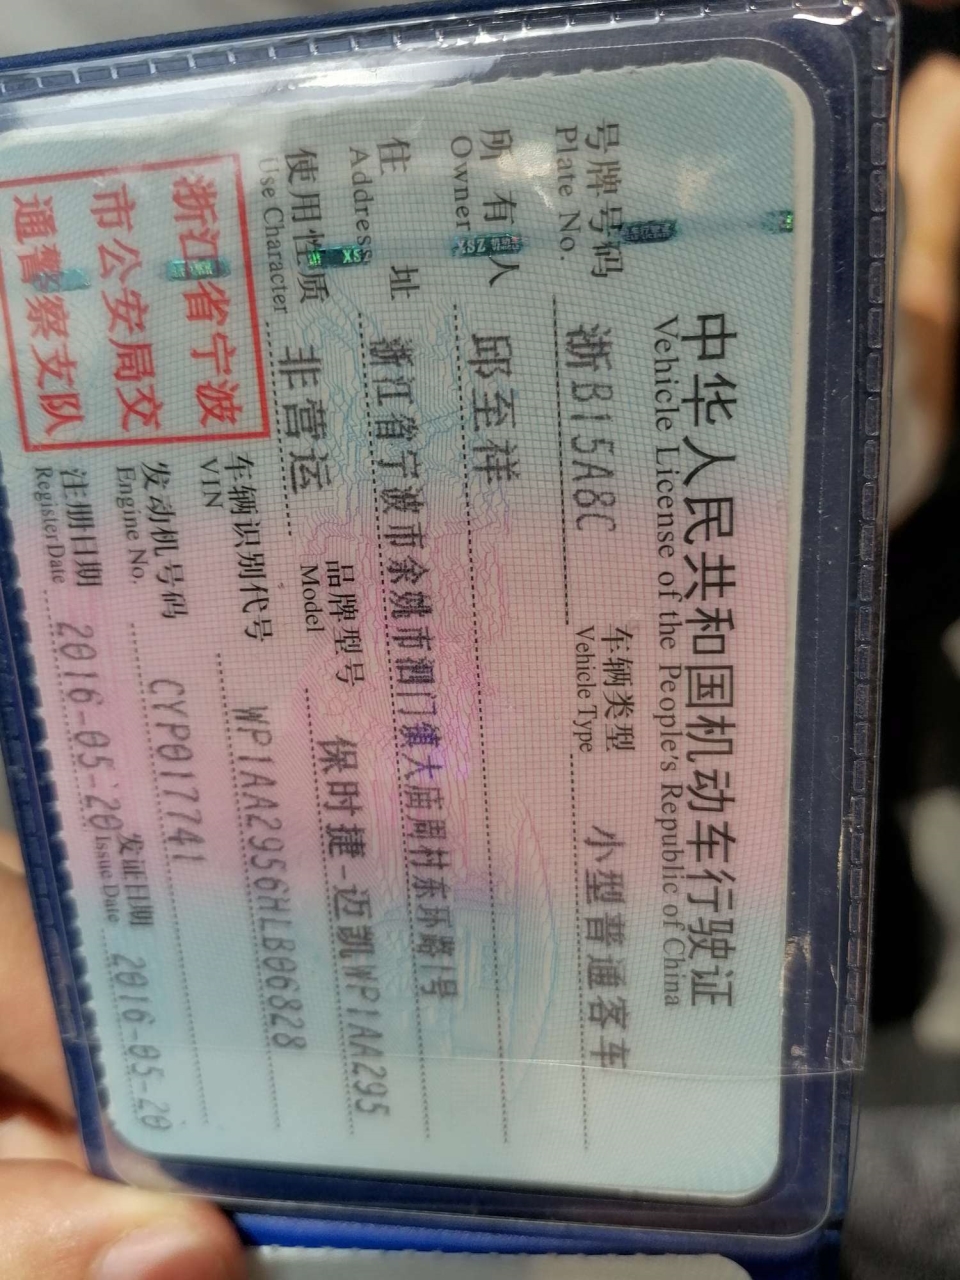 中华人民共和国机动车行驶证
Vehicle License of the People's Republic of China
号牌号码 浙B15A8C 车辆类型 小型普通客车
Plate No. Vehicle Type
所有人 邱至祥
Owner
住址 浙江省宁波市余姚市泗门镇大庙周村东环路1号
Address
使用性质 非营运 品牌型号 保时捷-迈凯WP1AA295
Use Character Model
浙江省宁波
市公安局交
通警察支队
车辆识别代号 WP1AA2956HLB06828
VIN
发动机号码 CYP017741
Engine No.
注册日期 2016-05-20 发证日期 2016-05-20
Register Date Issue Date